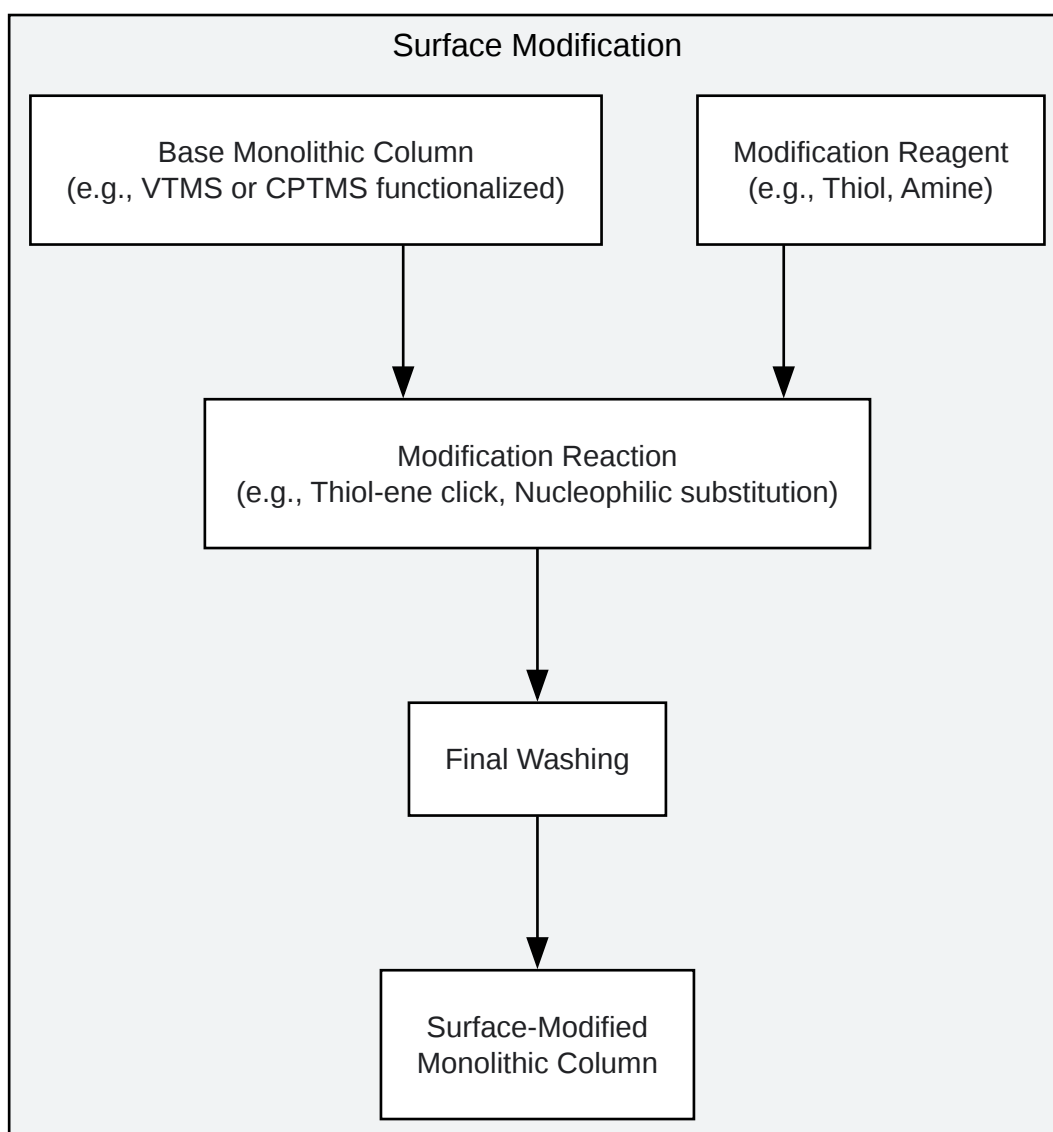 Surface Modification
Base Monolithic Column
(e.g., VTMS or CPTMS functionalized)
Modification Reagent
(e.g., Thiol, Amine)
Modification Reaction
(e.g., Thiol-ene click, Nucleophilic substitution)
Final Washing
Surface-Modified
Monolithic Column